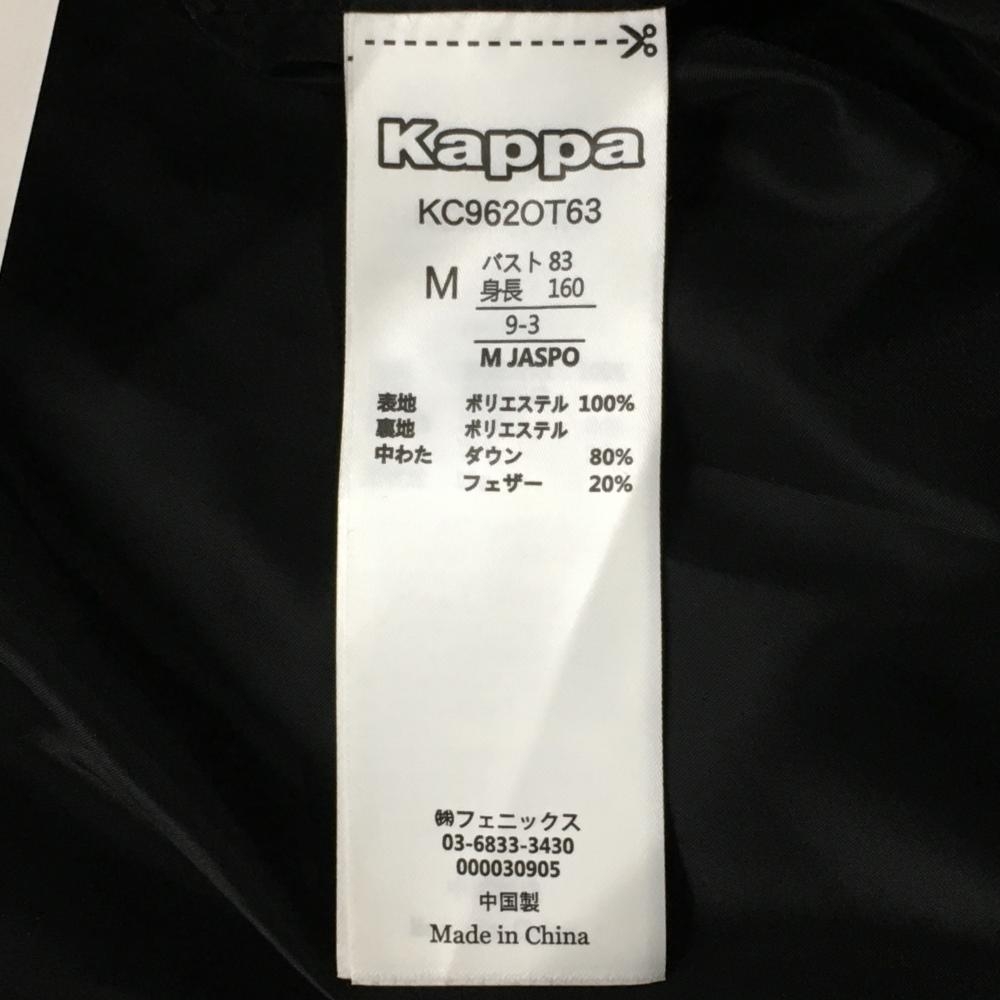 Kappa
KC962OT63
M
バスト 83
身長 160
9-3
M JASPO
表地 ポリエステル 100%
裏地 ポリエステル
中わた ダウン 80%
フェザー 20%
㈱フェニックス
03-6833-3430
000030905
中国製
Made in China